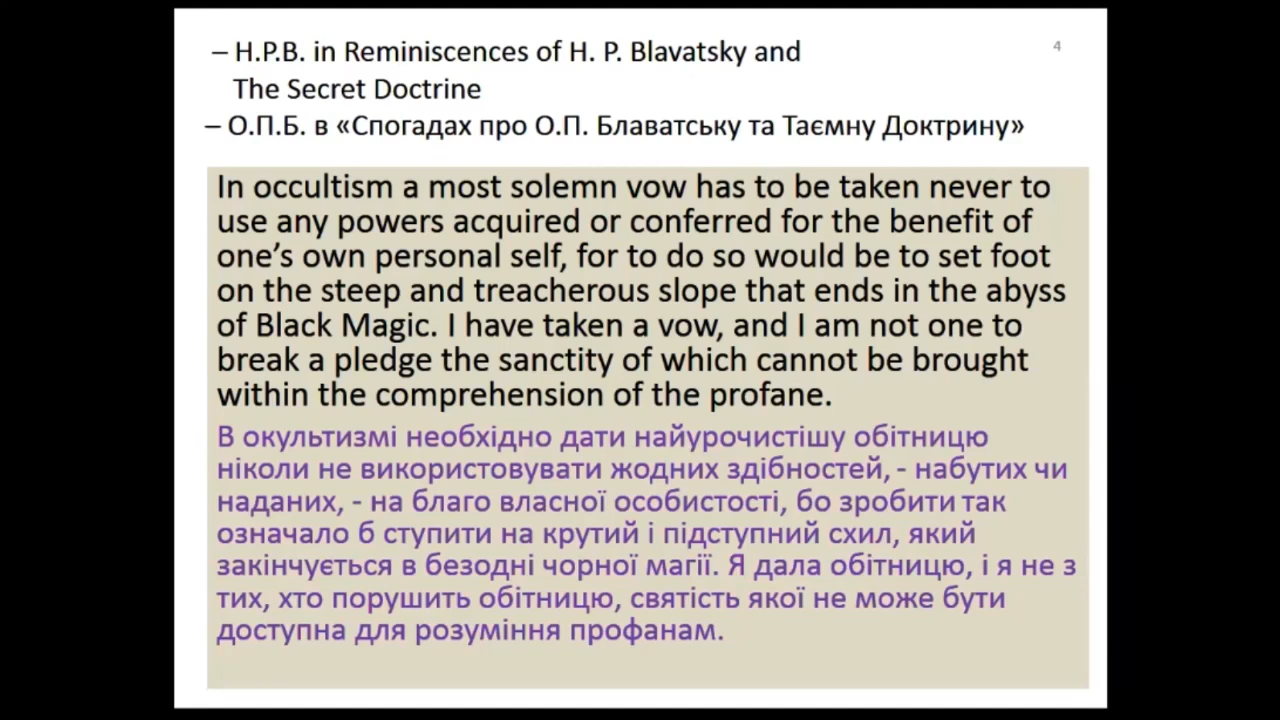 – H.P.B. in Reminiscences of H. P. Blavatsky and
4
The Secret Doctrine
– О.П.Б. в «Спогадах про О.П. Блаватську та Таємну Доктрину»
In occultism a most solemn vow has to be taken never to
use any powers acquired or conferred for the benefit of
one’s own personal self, for to do so would be to set foot
on the steep and treacherous slope that ends in the abyss
of Black Magic. I have taken a vow, and I am not one to
break a pledge the sanctity of which cannot be brought
within the comprehension of the profane.
В окультизмі необхідно дати найурочистішу обітницю
ніколи не використовувати жодних здібностей, - набутих чи
наданих, - на благо власної особистості, бо зробити так
означало б ступити на крутий і підступний схил, який
закінчується в безодні чорної магії. Я дала обітницю, і я не з
тих, хто порушить обітницю, святість якої не може бути
доступна для розуміння профанам.